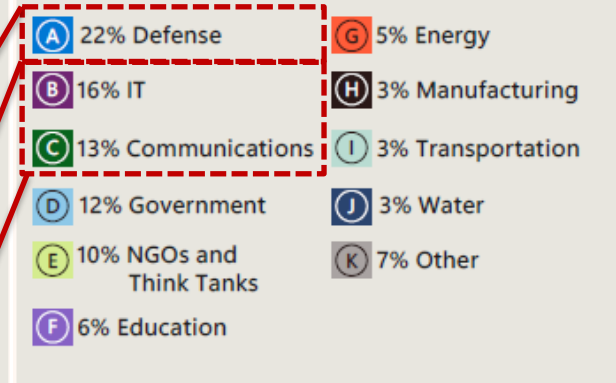 A 22% Defense
B 16% IT
C 13% Communications
D 12% Government
E 10% NGOs and
Think Tanks
F 6% Education
G 5% Energy
H 3% Manufacturing
I 3% Transportation
J 3% Water
K 7% Other